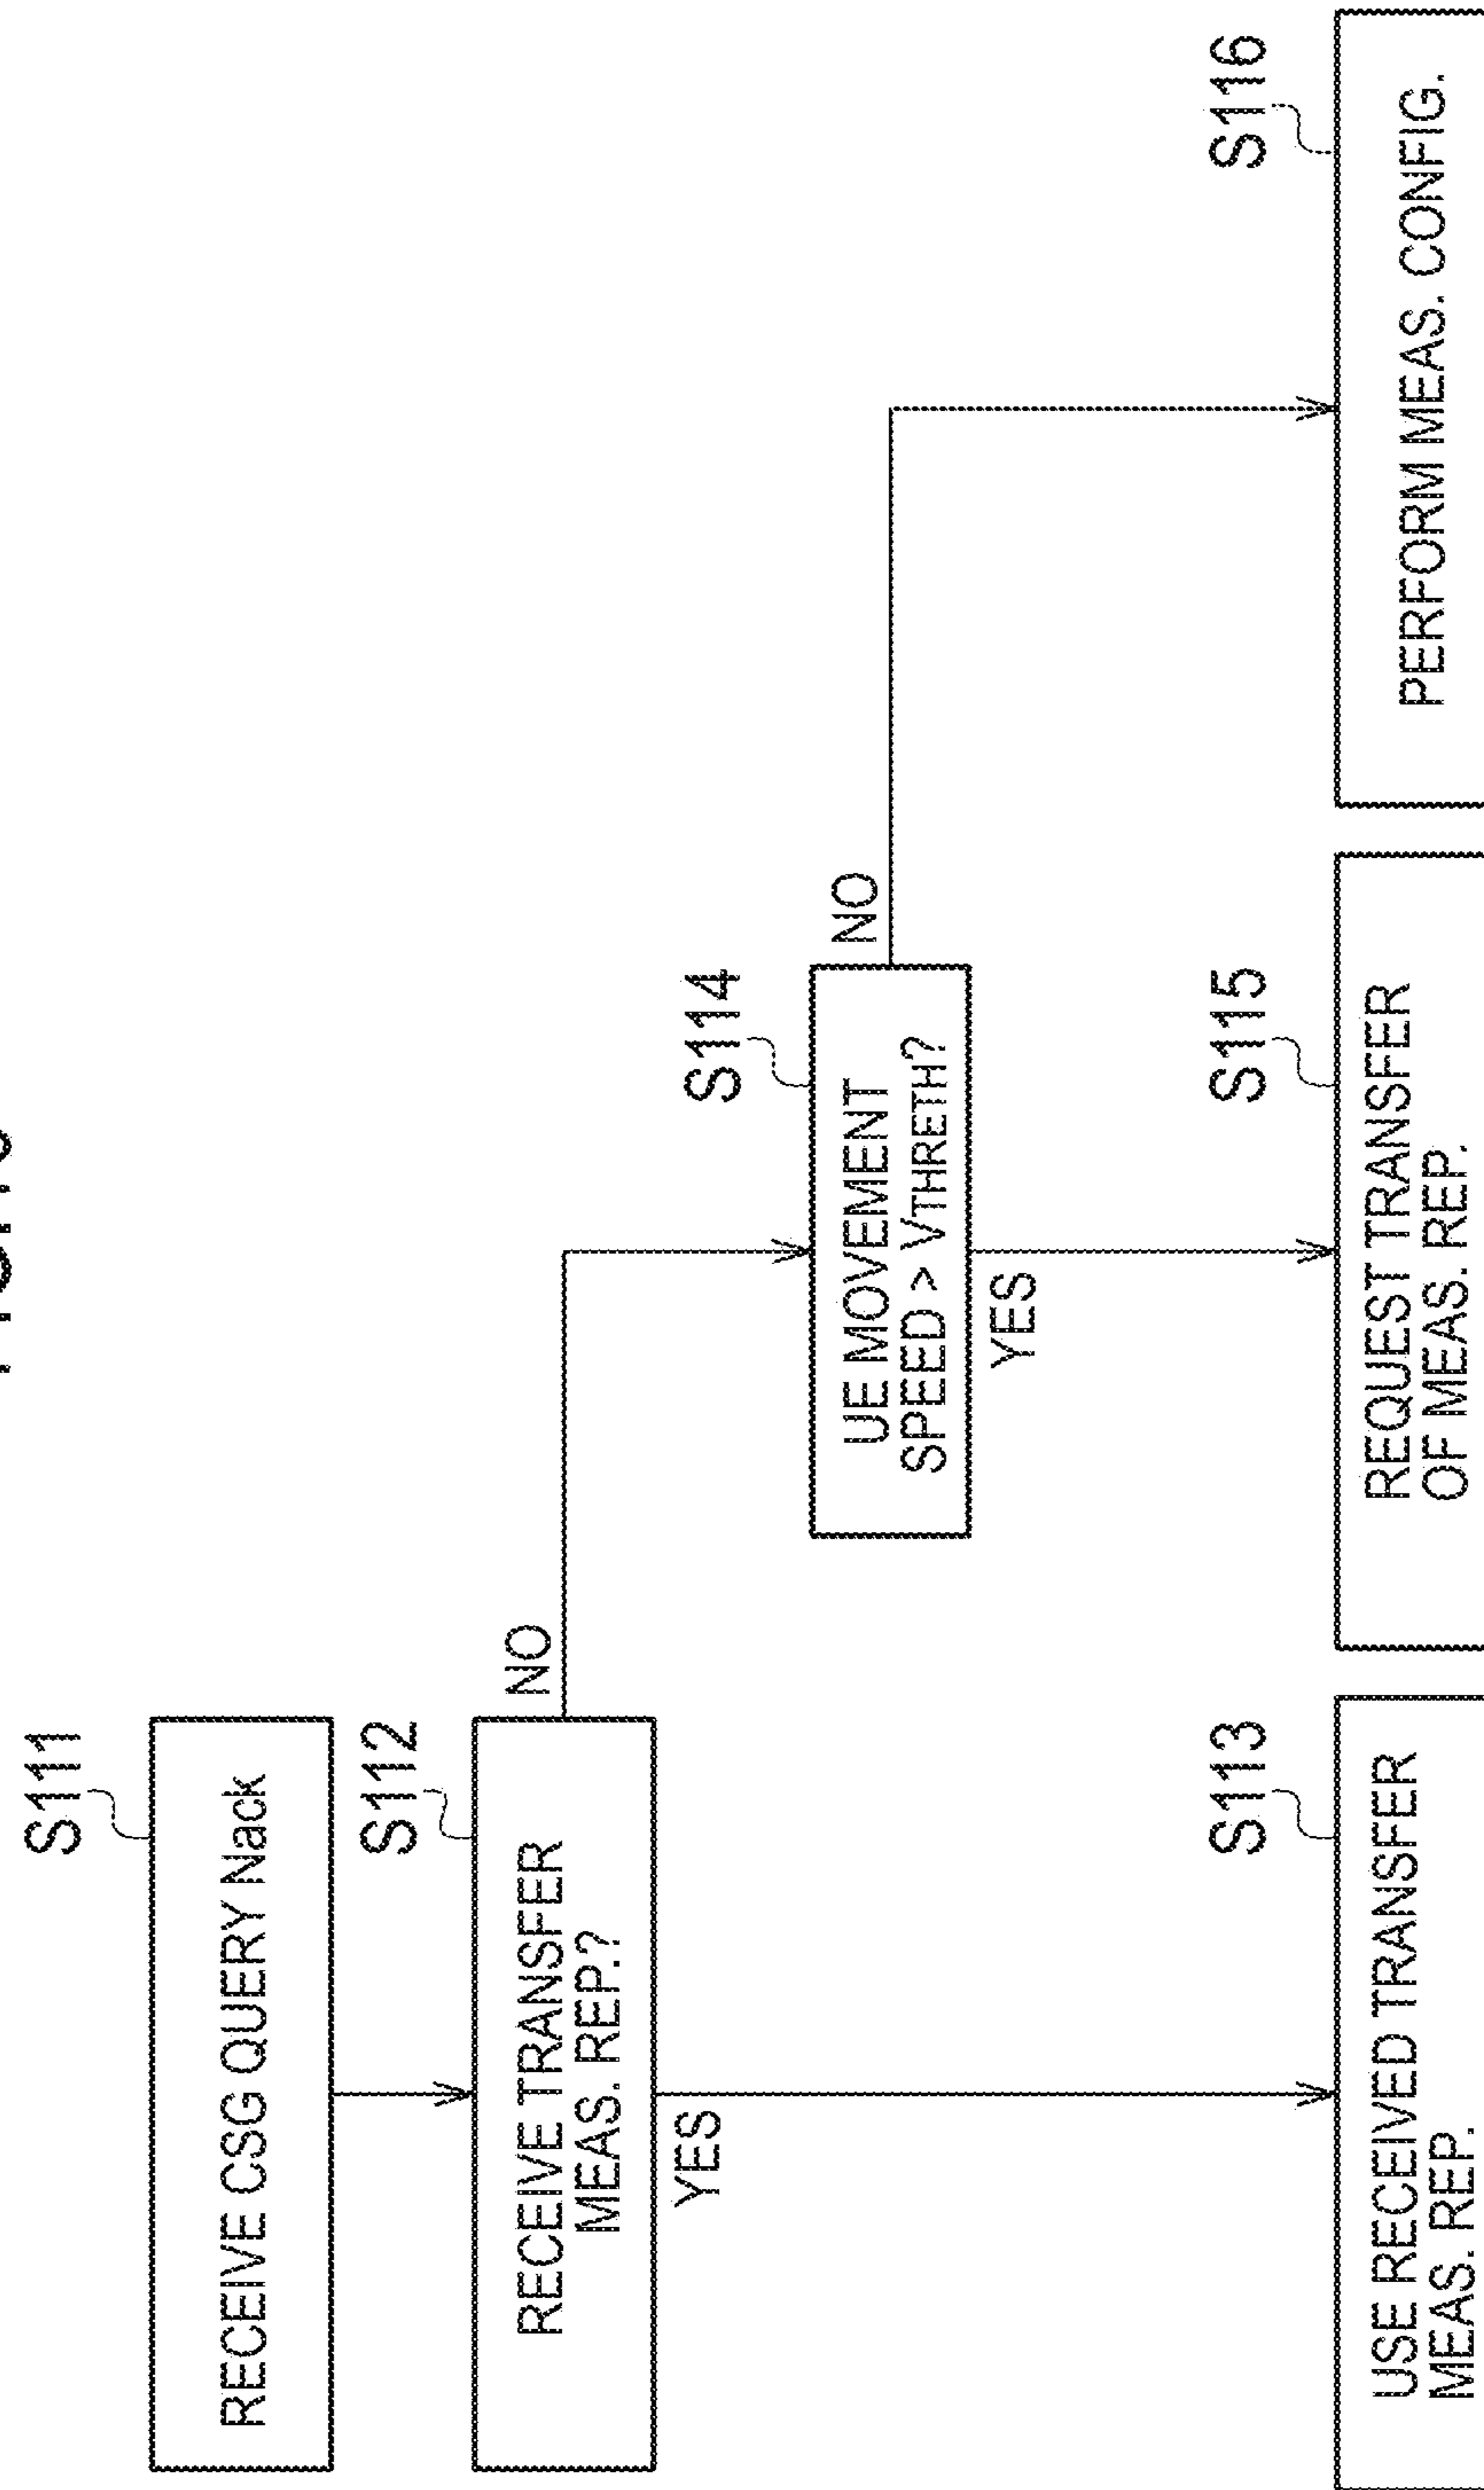 S111
RECEIVE CSG QUERY Nack
S112
RECEIVE TRANSFER
MEAS. REP.?
NO
YES
S114
UE MOVEMENT
SPEED > VTHRETH?
NO
YES
S113
USE RECEIVED TRANSFER
MEAS. REP.
S115
REQUEST TRANSFER
OF MEAS. REP.
S116
PERFORM MEAS. CONFIG.